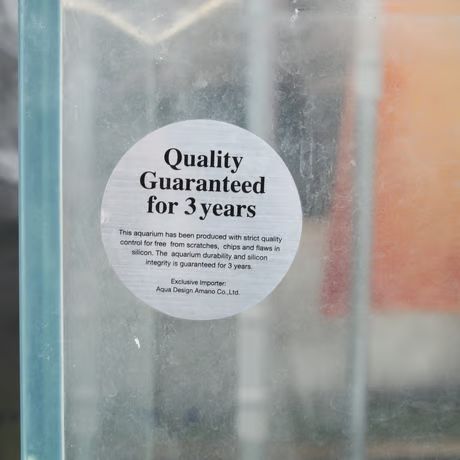 Quality
Guaranteed
for 3 years
This aquarium has been produced with strict quality
control for free from scratches, chips and flaws in
silicon. The aquarium durability and silicon
integrity is guaranteed for 3 years.
Exclusive Importer:
Aqua Design Amano Co.,Ltd.